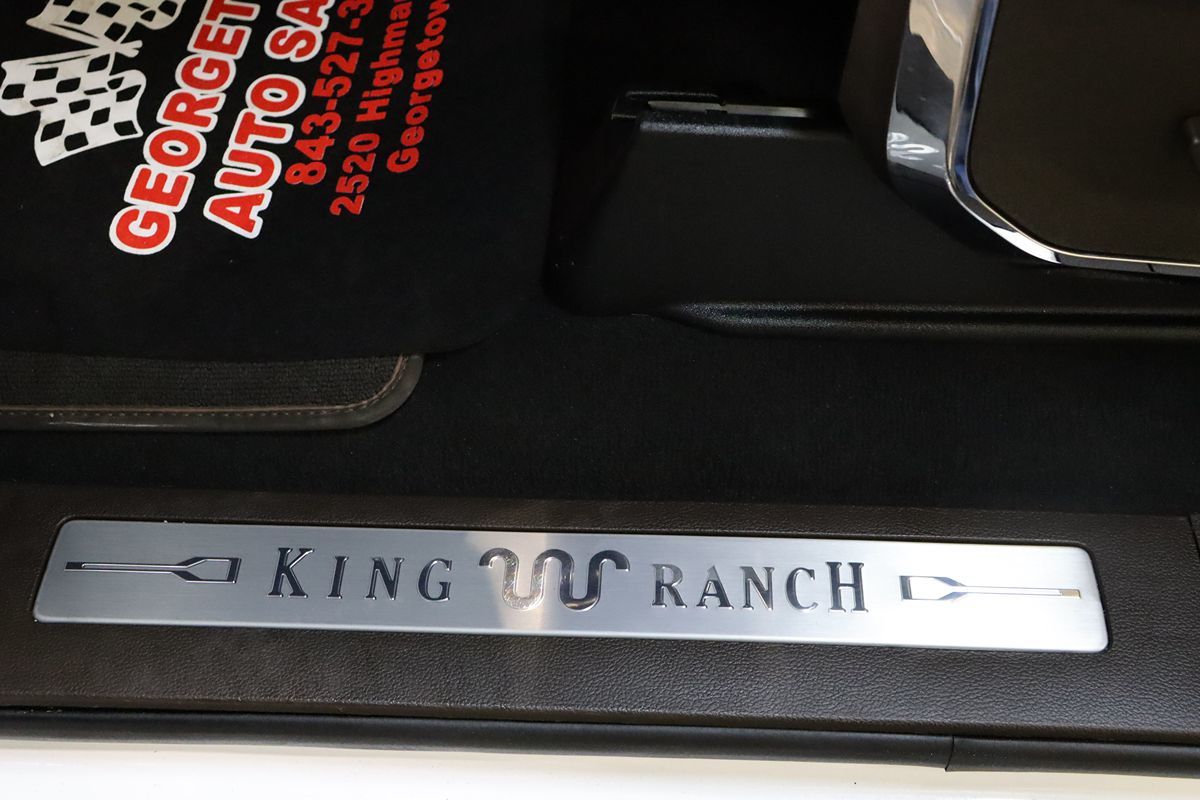 GEORGET
AUTO SA
843-527-3
2520 Highma
Georgetow
KING RANCH